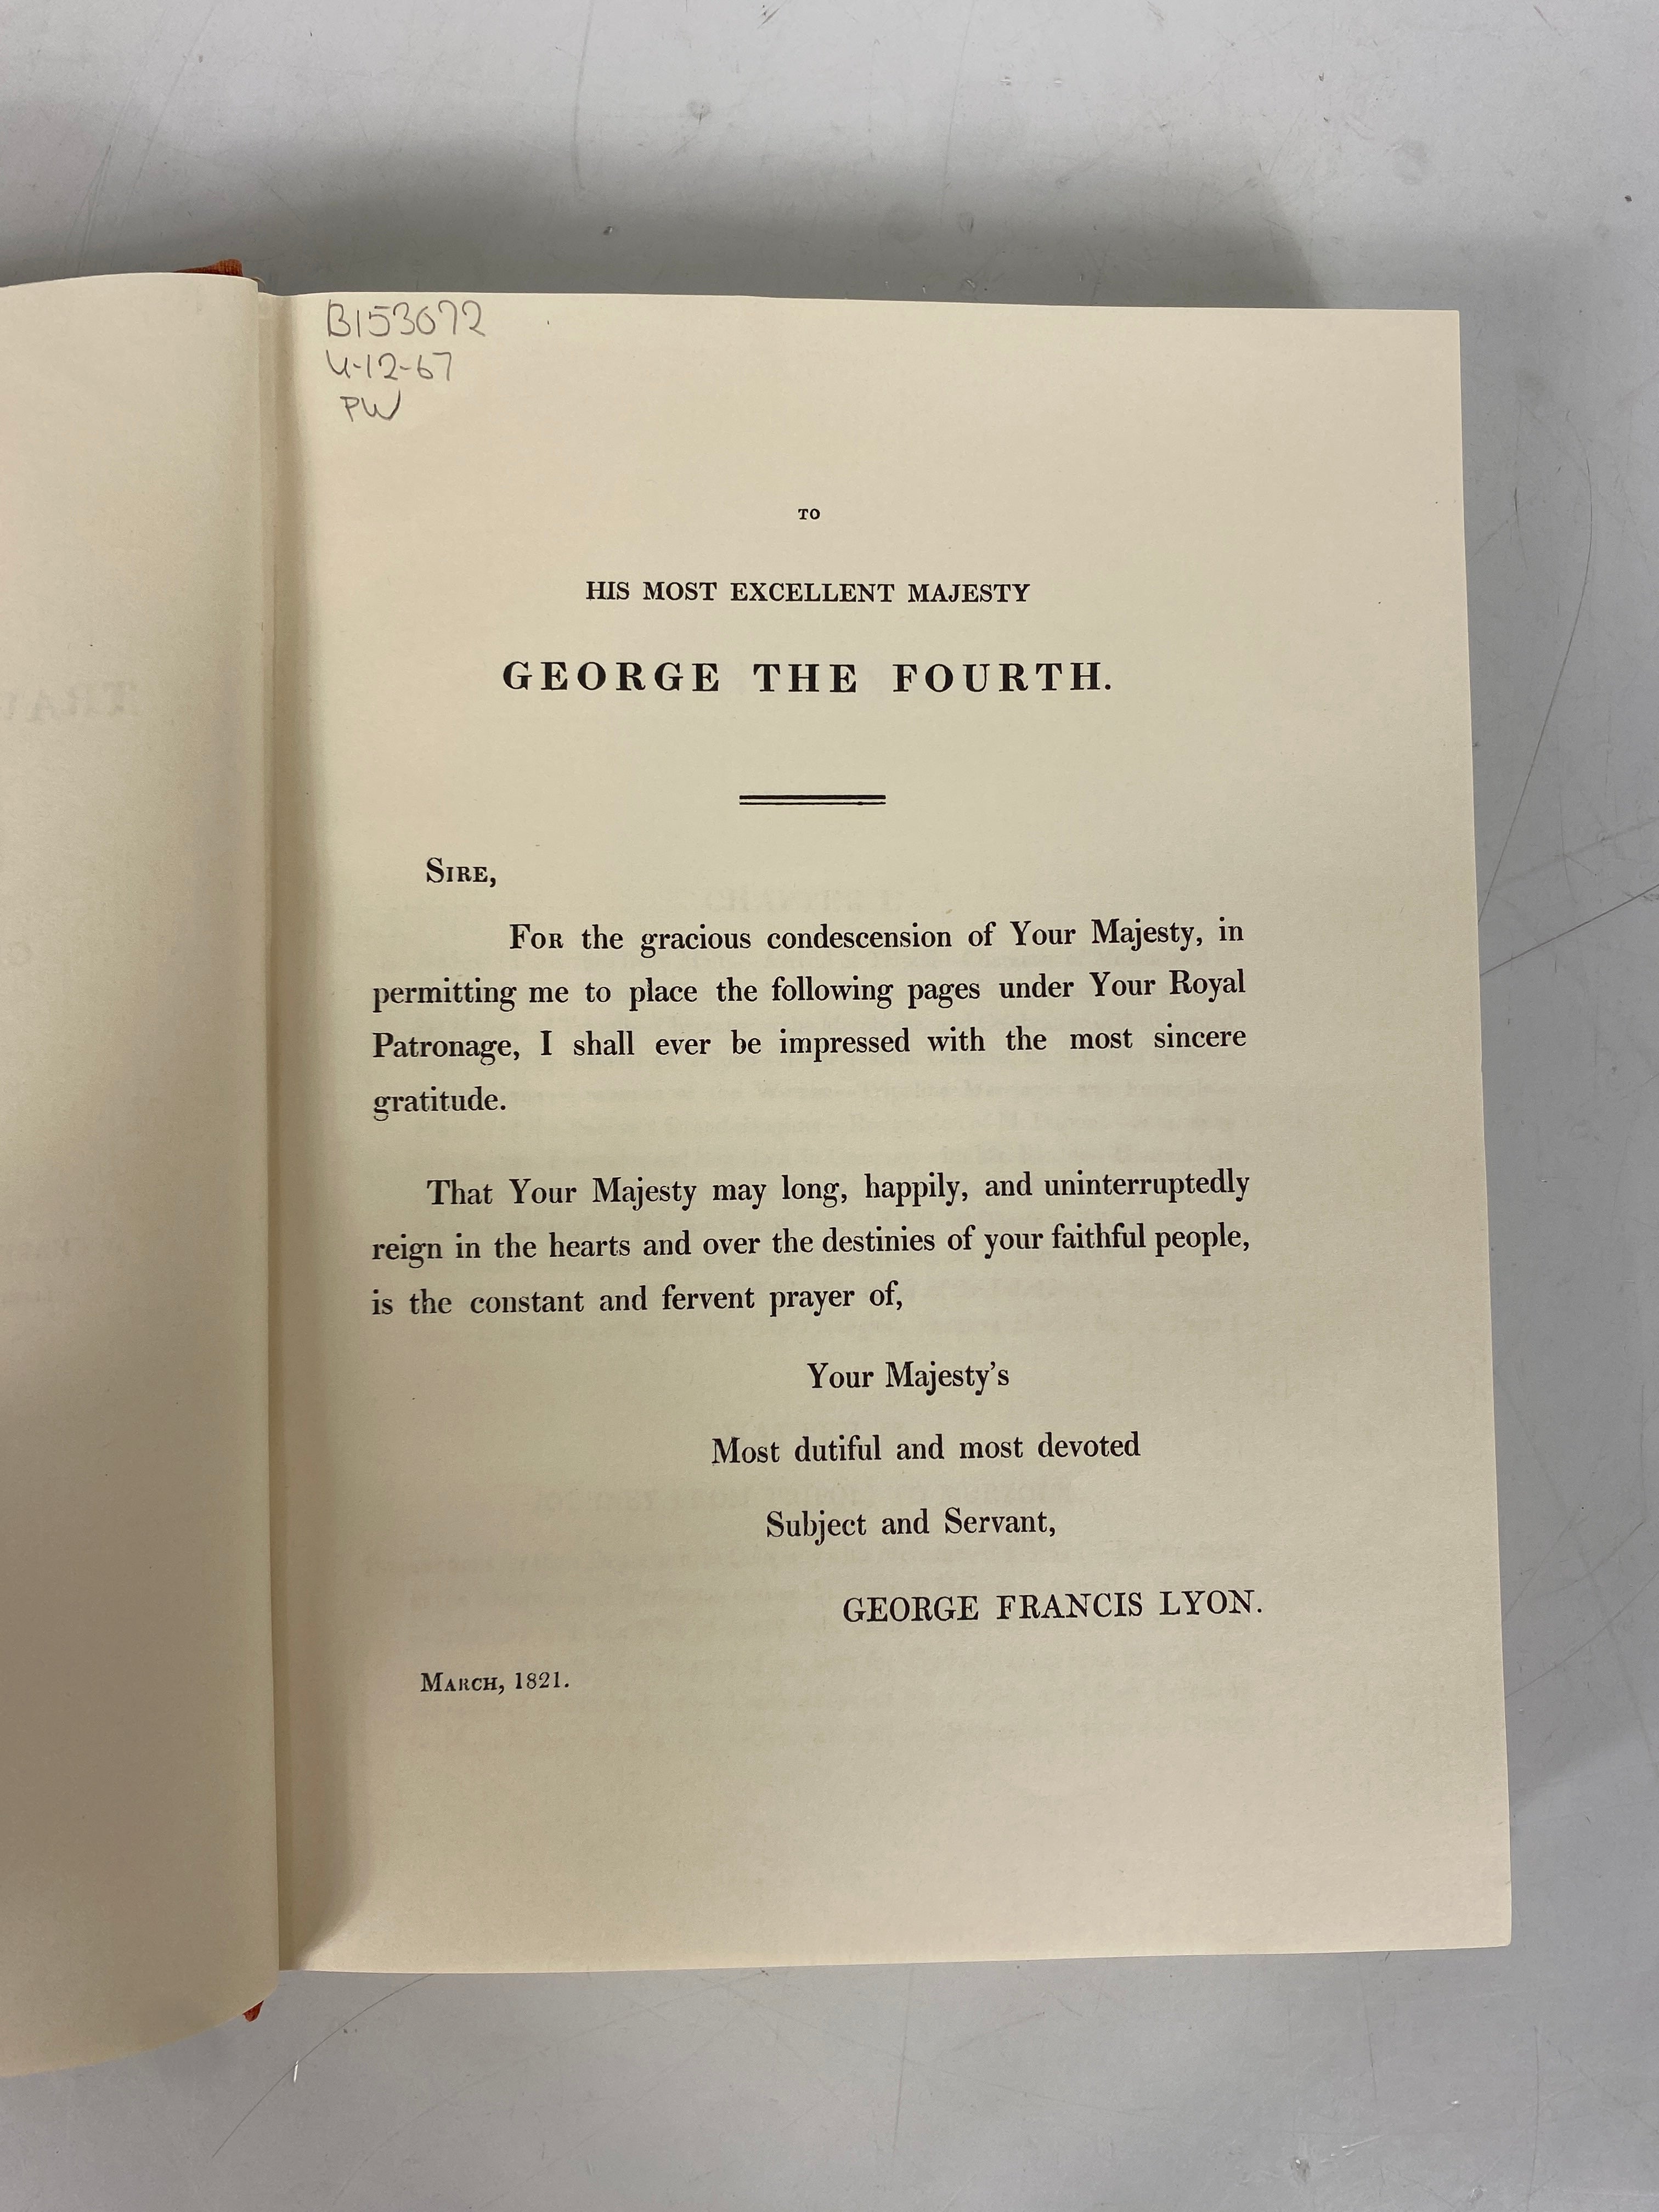 B153072
4-12-67
PW
TO
HIS MOST EXCELLENT MAJESTY
GEORGE THE FOURTH.
SIRE,
FOR the gracious condescension of Your Majesty, in
permitting me to place the following pages under Your Royal
Patronage, I shall ever be impressed with the most sincere
gratitude.
That Your Majesty may long, happily, and uninterruptedly
reign in the hearts and over the destinies of your faithful people,
is the constant and fervent prayer of,
Your Majesty's
Most dutiful and most devoted
Subject and Servant,
GEORGE FRANCIS LYON.
MARCH, 1821.